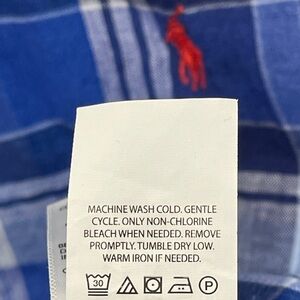 MACHINE WASH COLD. GENTLE
CYCLE. ONLY NON-CHLORINE
BLEACH WHEN NEEDED. REMOVE
PROMPTLY. TUMBLE DRY LOW.
WARM IRON IF NEEDED.
30
P